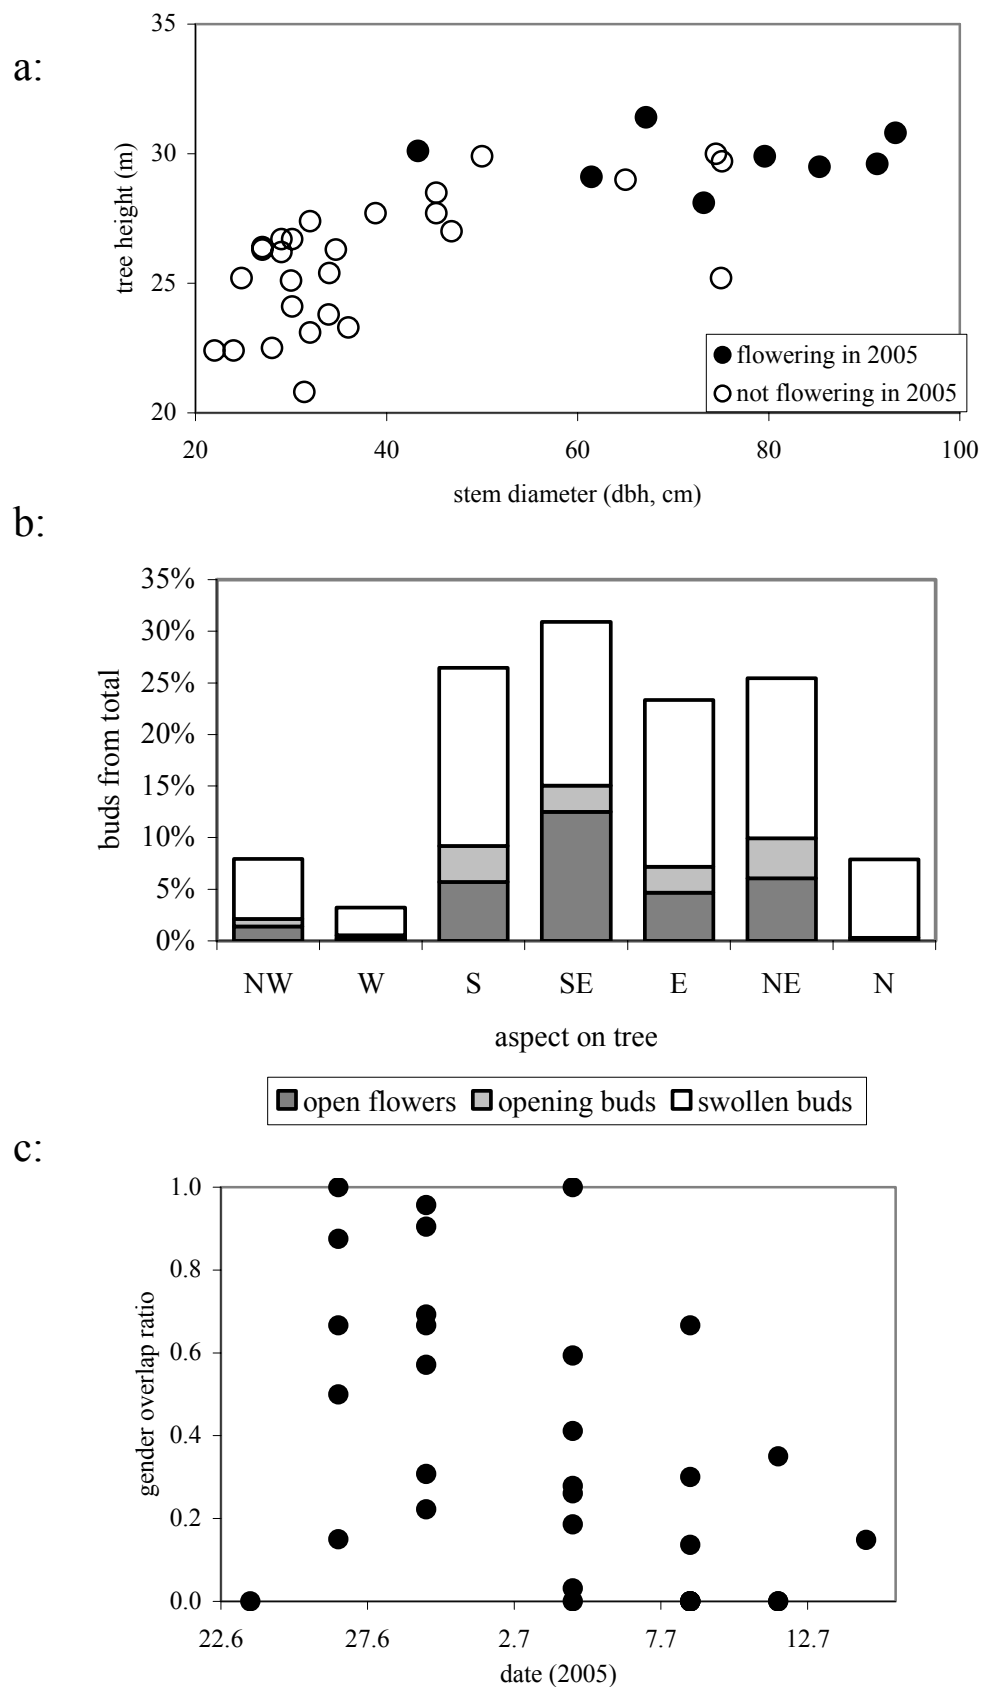 a:
35
30
25
20
tree height (m)
20 40 60 80 100
stem diameter (dbh, cm)
flowering in 2005
not flowering in 2005
b:
35%
30%
25%
20%
15%
10%
5%
0%
buds from total
NW W S SE E NE N
aspect on tree
open flowers opening buds swollen buds
c:
1.0
0.8
0.6
0.4
0.2
0.0
gender overlap ratio
22.6 27.6 2.7 7.7 12.7
date (2005)